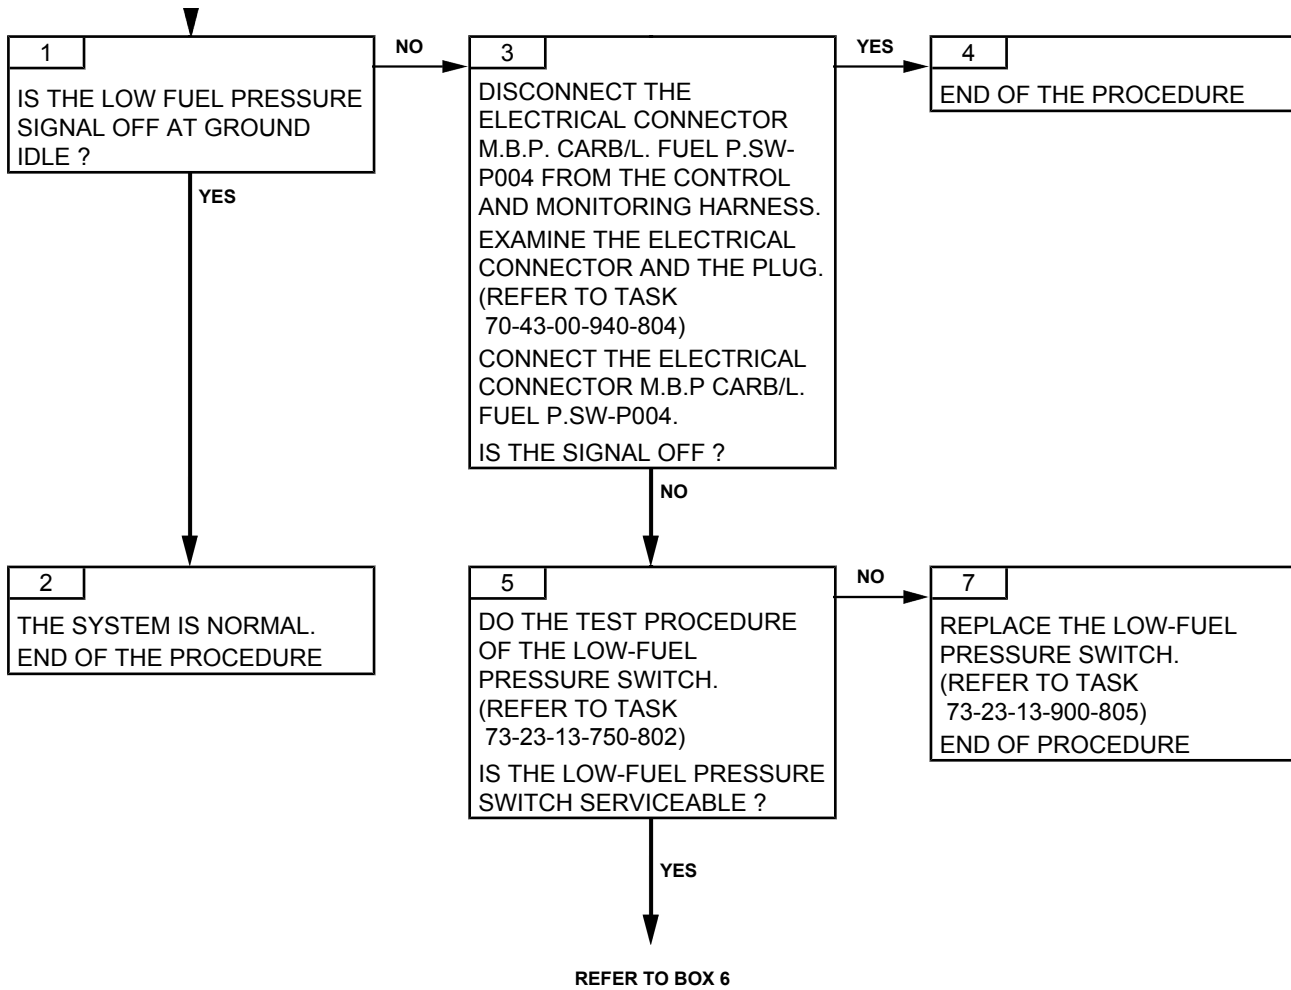 1
IS THE LOW FUEL PRESSURE
SIGNAL OFF AT GROUND
IDLE ?
NO
YES
3
DISCONNECT THE
ELECTRICAL CONNECTOR
M.B.P. CARB/L. FUEL P.SW-
P004 FROM THE CONTROL
AND MONITORING HARNESS.
EXAMINE THE ELECTRICAL
CONNECTOR AND THE PLUG.
(REFER TO TASK
70-43-00-940-804)
CONNECT THE ELECTRICAL
CONNECTOR M.B.P CARB/L.
FUEL P.SW-P004.
IS THE SIGNAL OFF ?
YES
NO
4
END OF THE PROCEDURE
2
THE SYSTEM IS NORMAL.
END OF THE PROCEDURE
5
DO THE TEST PROCEDURE
OF THE LOW-FUEL
PRESSURE SWITCH.
(REFER TO TASK
73-23-13-750-802)
IS THE LOW-FUEL PRESSURE
SWITCH SERVICEABLE ?
NO
YES
7
REPLACE THE LOW-FUEL
PRESSURE SWITCH.
(REFER TO TASK
73-23-13-900-805)
END OF PROCEDURE
REFER TO BOX 6